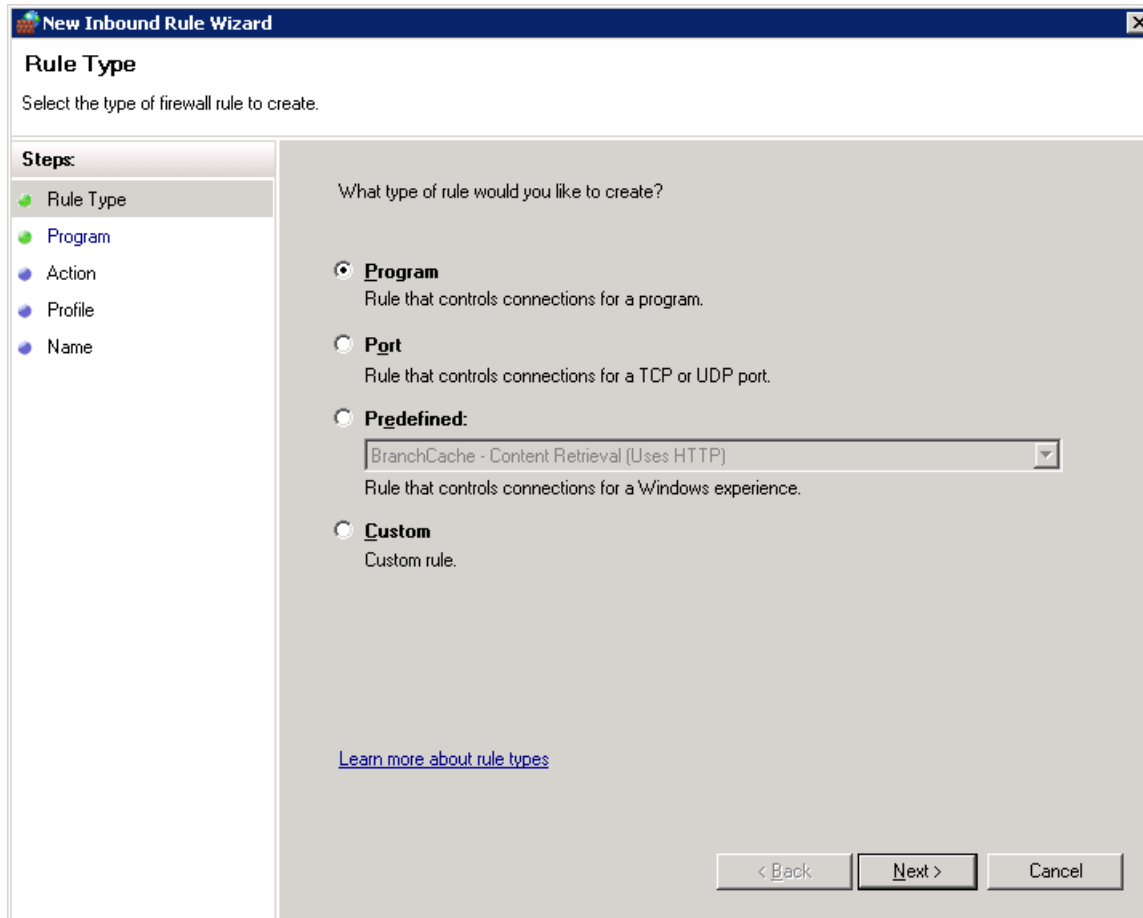 New Inbound Rule Wizard
Rule Type
Select the type of firewall rule to create.
Steps:
Rule Type
Program
Action
Profile
Name
What type of rule would you like to create?
Program
Rule that controls connections for a program.
Port
Rule that controls connections for a TCP or UDP port.
Predefined:
BranchCache - Content Retrieval (Uses HTTP)
Rule that controls connections for a Windows experience.
Custom
Custom rule.
Learn more about rule types
< Back
Next >
Cancel